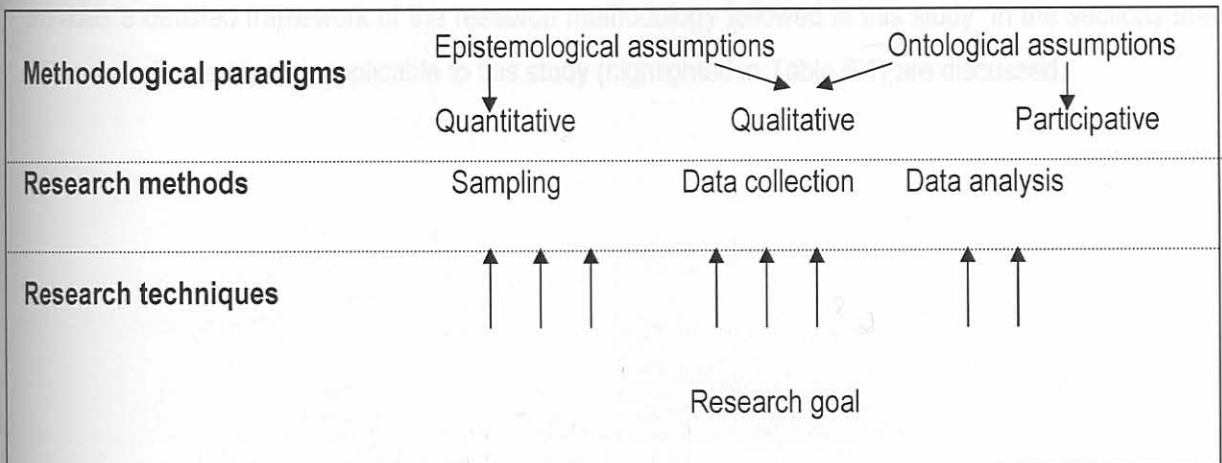 Epistemological assumptions Ontological assumptions
Methodological paradigms
Quantitative Qualitative Participative
Research methods Sampling Data collection Data analysis
Research techniques
Research goal